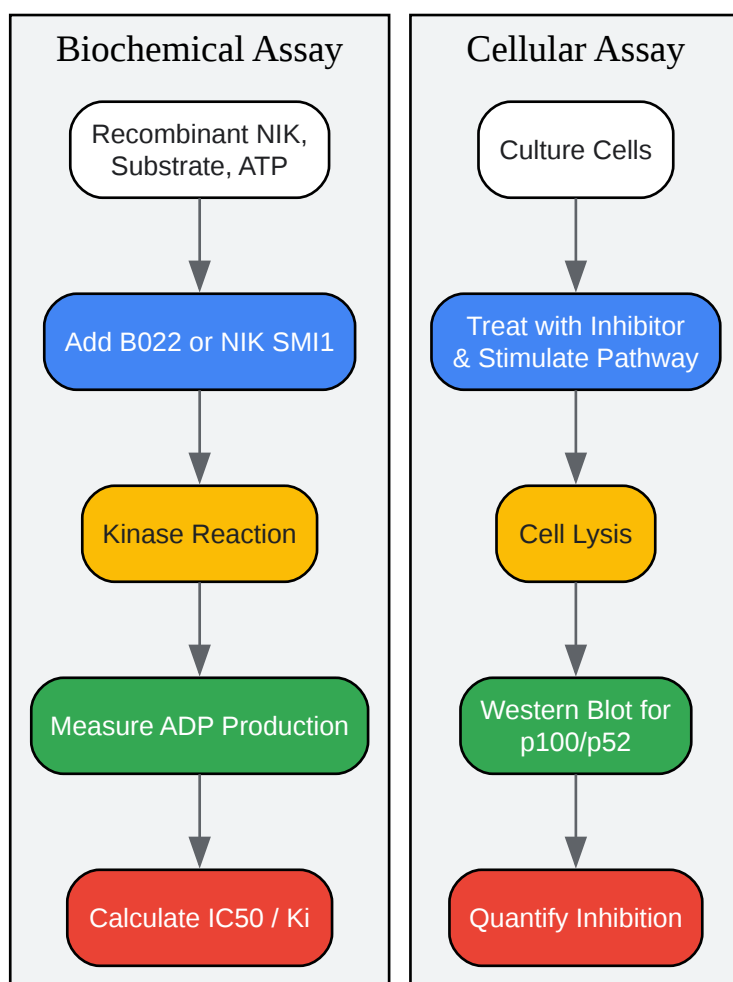 Biochemical Assay
Recombinant NIK,
Substrate, ATP
Add B022 or NIK SMI1
Kinase Reaction
Measure ADP Production
Calculate IC50 / Ki
Cellular Assay
Culture Cells
Treat with Inhibitor
& Stimulate Pathway
Cell Lysis
Western Blot for
p100/p52
Quantify Inhibition